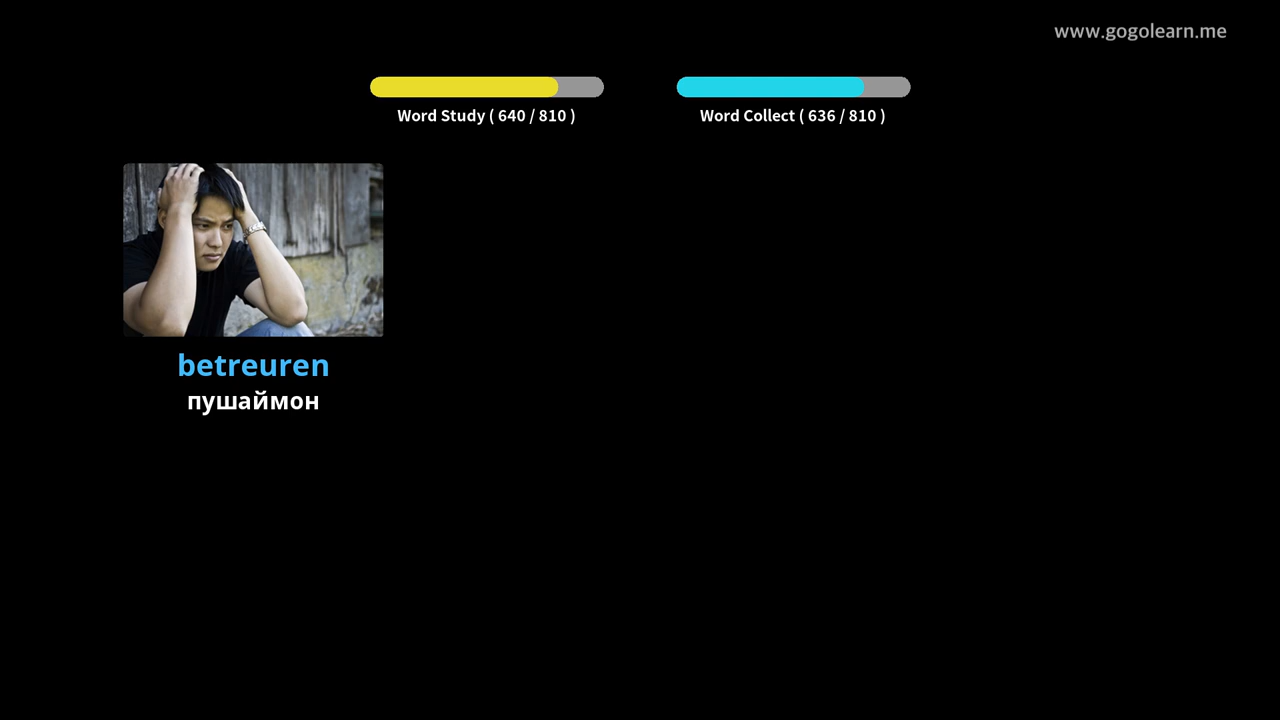 www.gogolearn.me
Word Study ( 640 / 810 )
Word Collect ( 636 / 810 )
betreuren
пушаймон